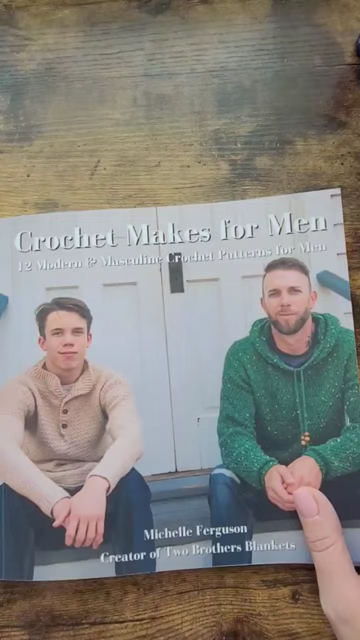 Crochet Makes for Men
12 Modern & Masculine Crochet Patterns for Men
Michelle Ferguson
Creator of Two Brothers Blankets